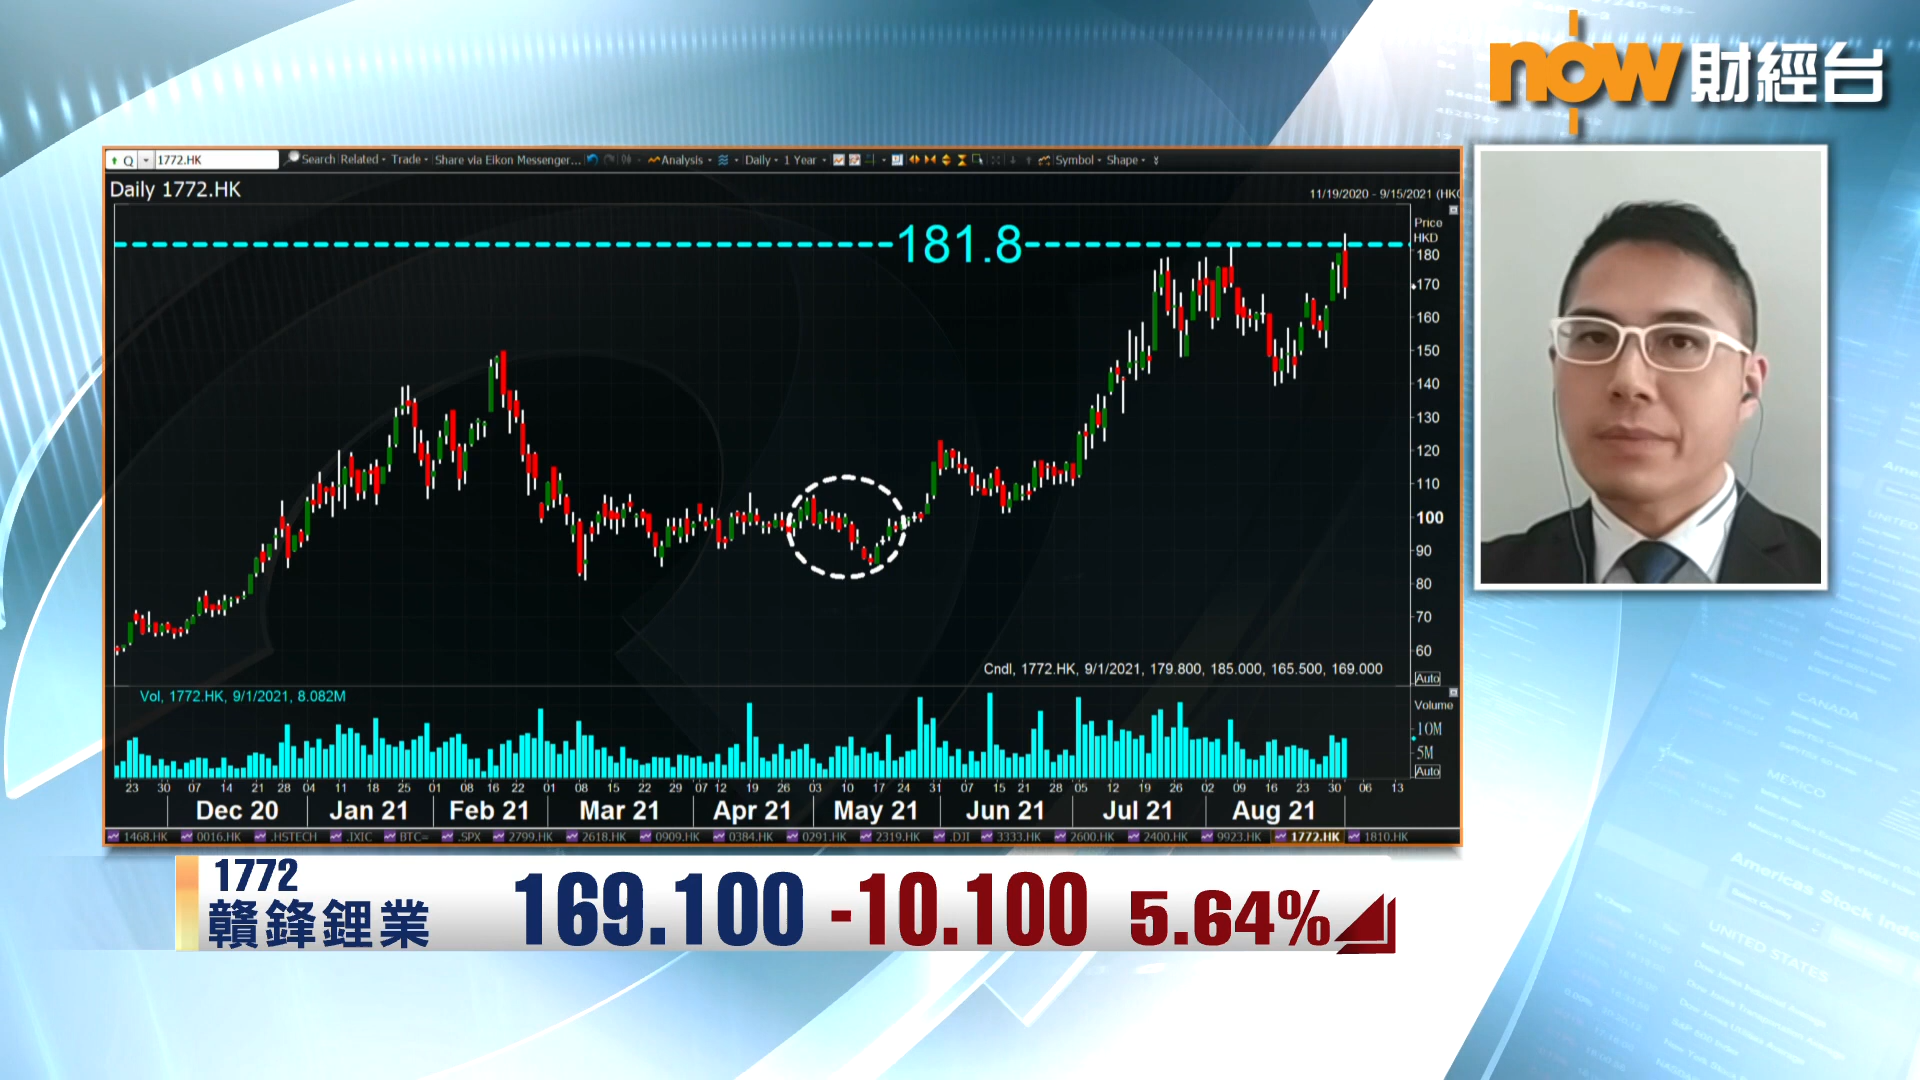 now 財經台
1772.HK Search Related Trade Share via Eikon Messenger... Analysis Daily 1 Year Symbol Shape
Daily 1772.HK
11/19/2020 - 9/15/2021 (HK
181.8
Price
HKD
180
170
160
150
140
130
120
110
100
90
80
70
60
Auto
Cndl, 1772.HK, 9/1/2021, 179.800, 185.000, 165.500, 169.000
Vol, 1772.HK, 9/1/2021, 8.082M
Volume
10M
5M
Auto
23 30 07 14 21 28 04 11 18 25 01 08 16 22 01 08 15 22 29 07 12 19 26 03 10 17 24 31 07 15 21 28 05 12 19 26 02 09 16 23 30 06 13
Dec 20 Jan 21 Feb 21 Mar 21 Apr 21 May 21 Jun 21 Jul 21 Aug 21
1468.HK 0016.HK .HSTECH .IXIC BTC= .SPX 2799.HK 2618.HK 0909.HK 0384.HK 0291.HK 2319.HK .DJI 3333.HK 2600.HK 2400.HK 9923.HK 1772.HK 1810.HK
1772
贛鋒鋰業 169.100 -10.100 5.64%
CANADA
MEXICO
Americas Stock Inde
UNITED STATES